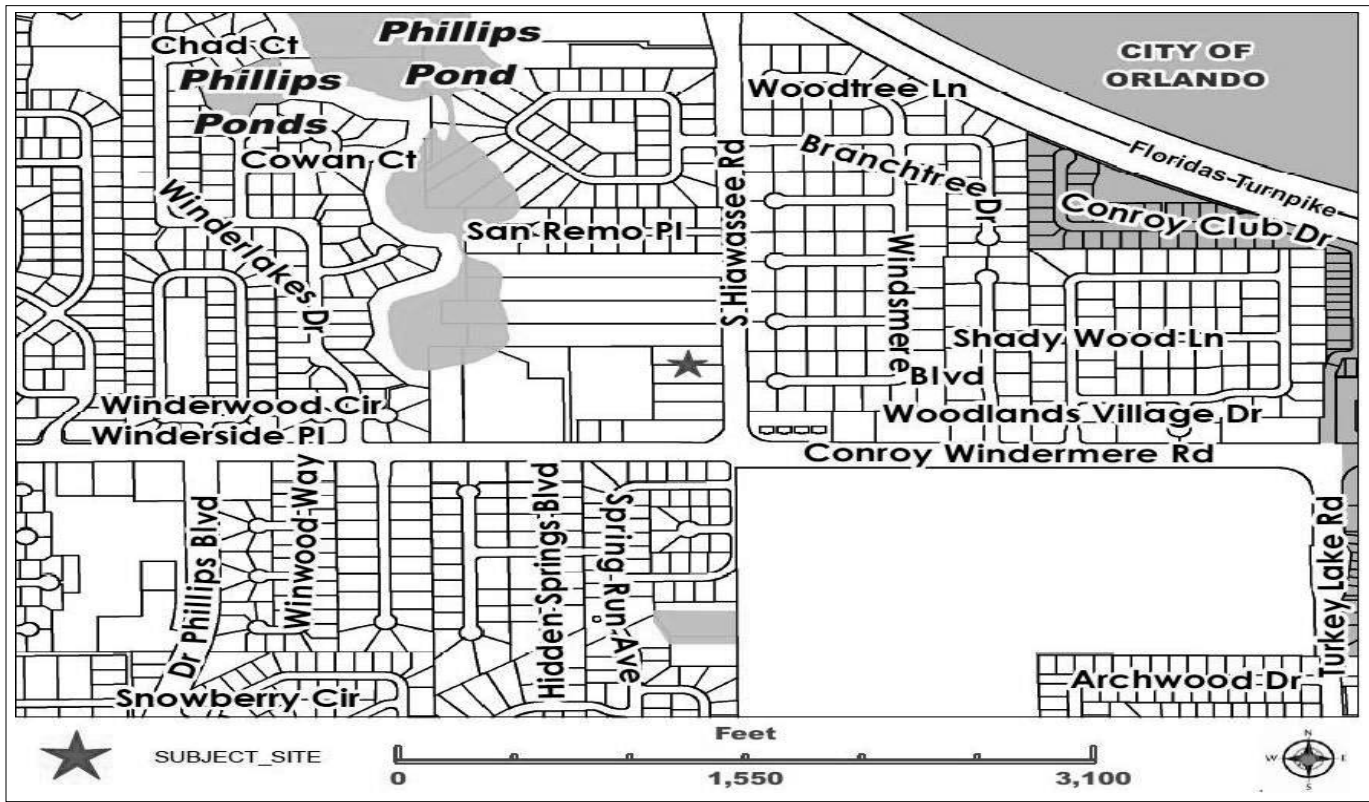 Chad Ct
Phillips
Pond
Phillips
Ponds
Cowan Ct
CITY OF
ORLANDO
Woodtree Ln
Branchtree Dr
Floridas-Turnpike
Conroy Club Dr
Winderlakes Dr
San Remo Pl
S Hiawassee Rd
Windsmere
Blvd
Shady Wood Ln
Winderwood Cir
Winderside Pl
Woodlands Village Dr
Conroy Windermere Rd
Dr Phillips Blvd
Winwood Way
Hidden Springs Blvd
Spring Run Ave
Turkey Lake Rd
Snowberry Cir
Archwood Dr
SUBJECT_SITE
Feet
0 1,550 3,100
N
W E
S